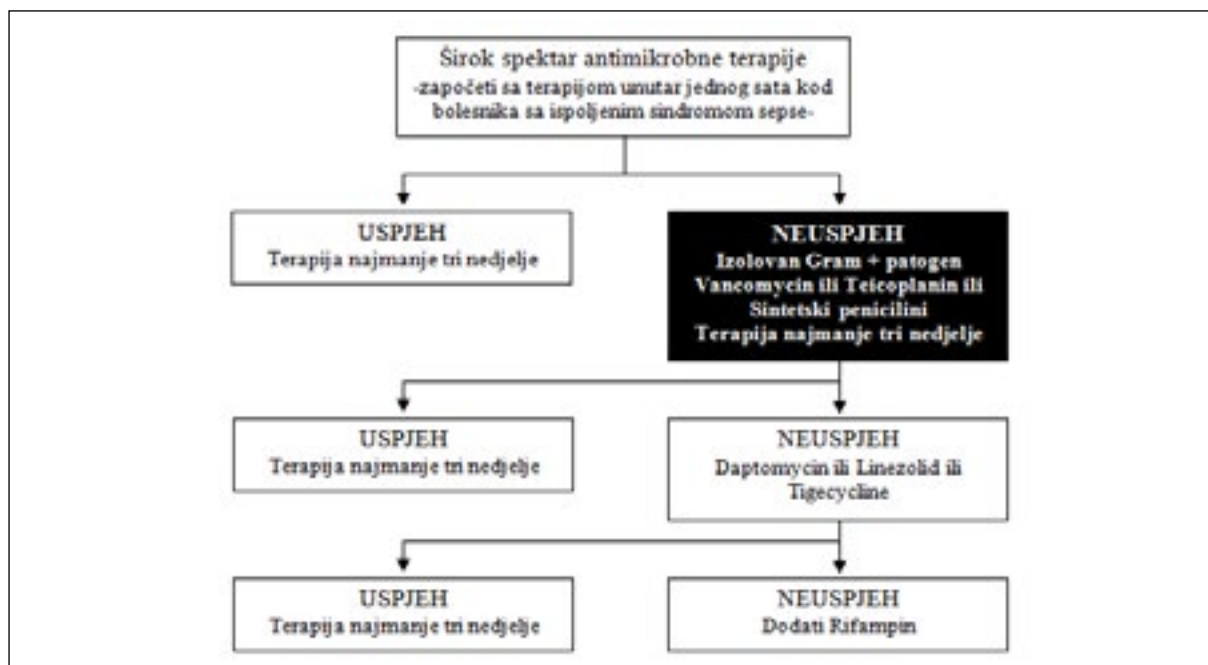 Širok spektar antimikrobne terapije
-započeti sa terapijom unutar jednog sata kod
bolesnika sa ispoljenim sindromom sepse-
USPJEH
Terapija najmanje tri nedjelje
NEUSPJEH
Izolovan Gram + patogen
Vancomycin ili Teicoplanin ili
Sintetski penicilini
Terapija najmanje tri nedjelje
USPJEH
Terapija najmanje tri nedjelje
NEUSPJEH
Daptomycin ili Linezolid ili
Tigecycline
USPJEH
Terapija najmanje tri nedjelje
NEUSPJEH
Dodati Rifampin